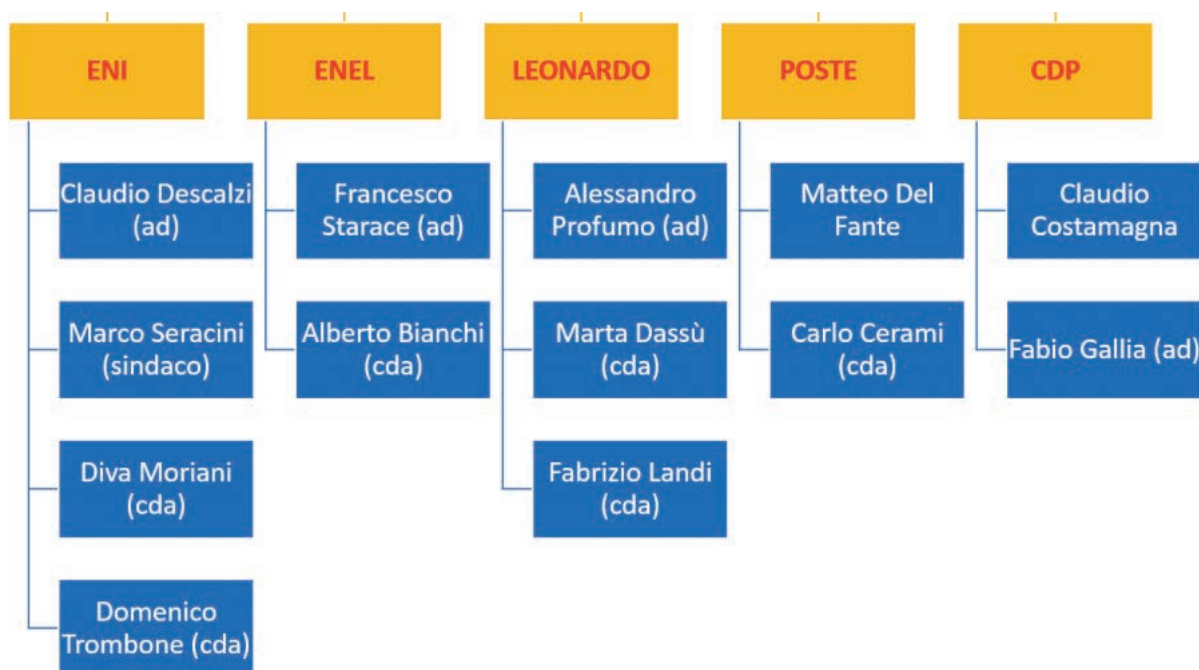 ENI
ENEL
LEONARDO
POSTE
CDP
Claudio Descalzi
(ad)
Marco Seracini
(sindaco)
Diva Moriani
(cda)
Domenico
Trombone (cda)
Francesco
Starace (ad)
Alberto Bianchi
(cda)
Alessandro
Profumo (ad)
Marta Dassù
(cda)
Fabrizio Landi
(cda)
Matteo Del
Fante
Carlo Cerami
(cda)
Claudio
Costamagna
Fabio Gallia (ad)